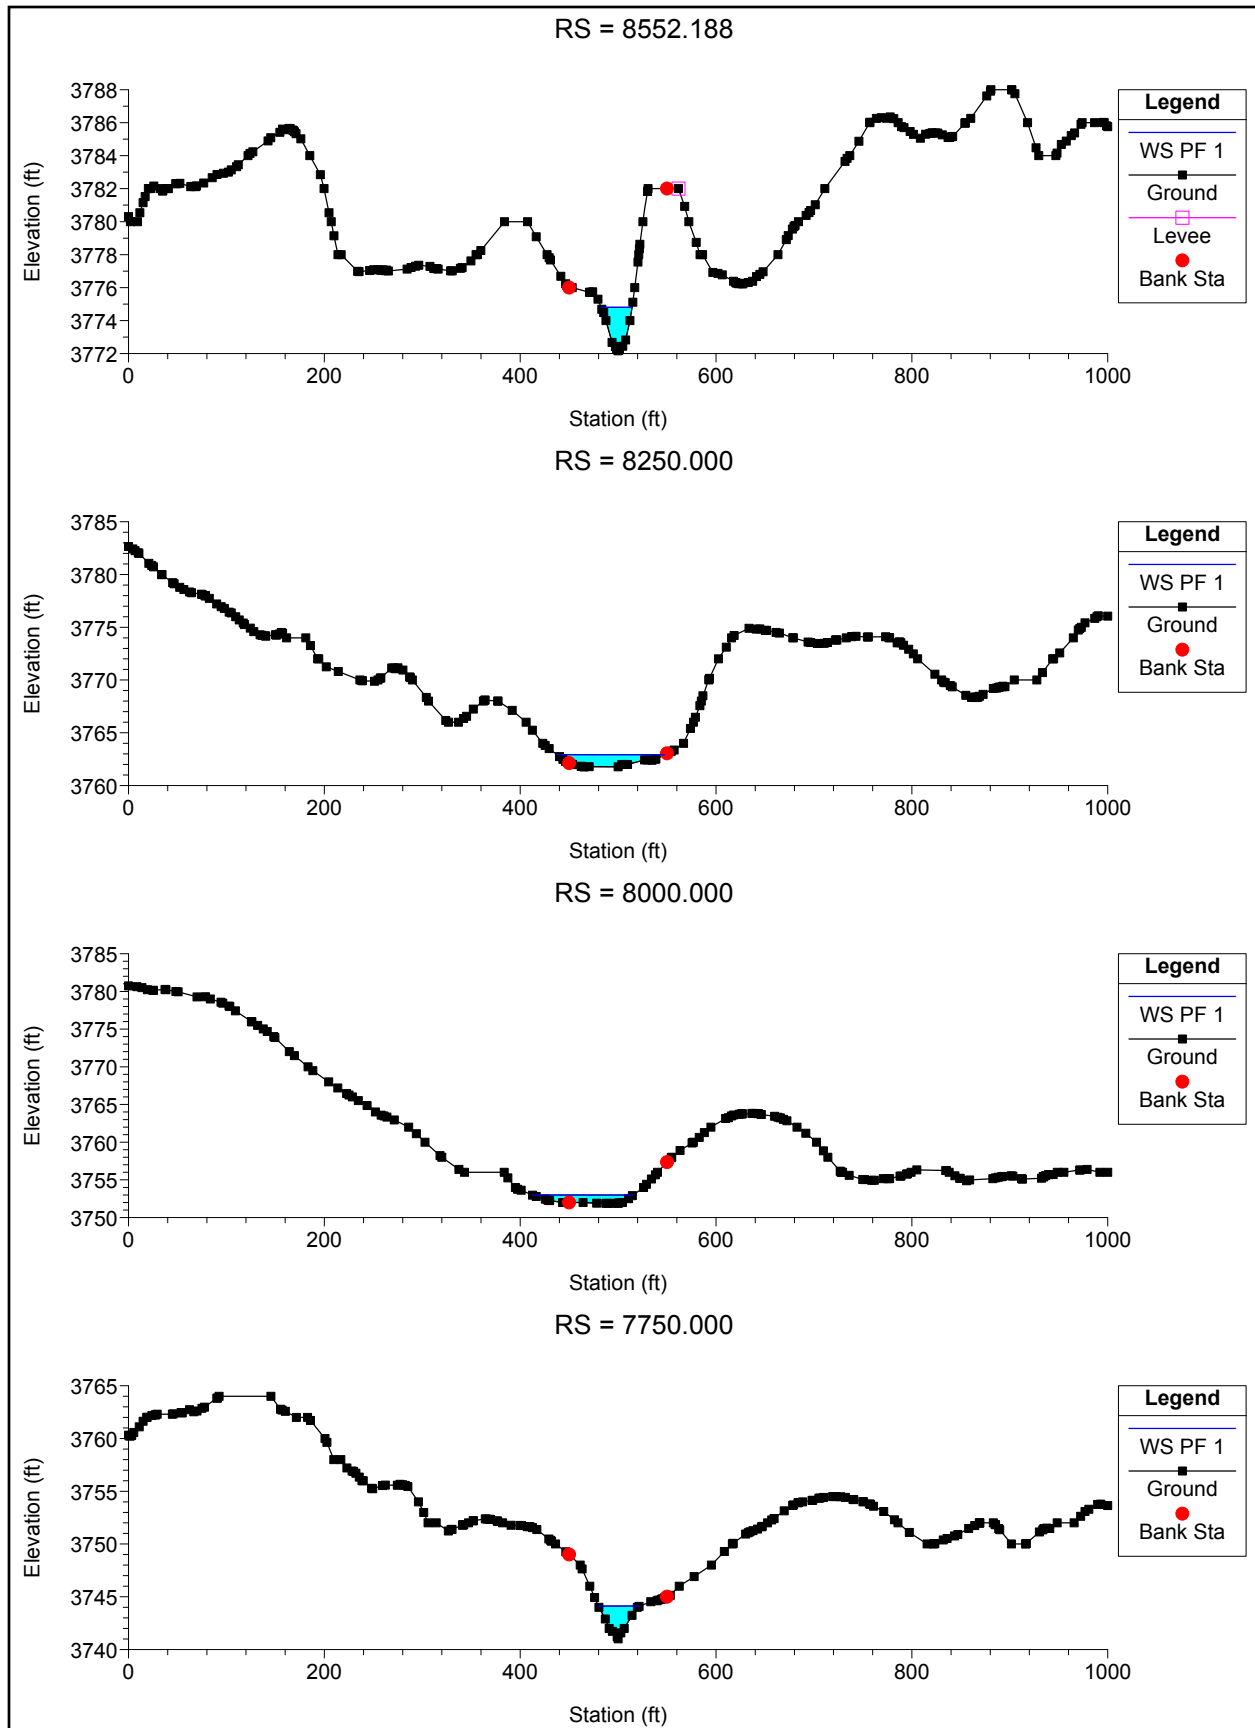 RS = 8552.188
Elevation (ft)
3788
3786
3784
3782
3780
3778
3776
3774
3772
0 200 400 600 800 1000
Station (ft)
Legend
WS PF 1
Ground
Levee
Bank Sta
RS = 8250.000
Elevation (ft)
3785
3780
3775
3770
3765
3760
0 200 400 600 800 1000
Station (ft)
Legend
WS PF 1
Ground
Bank Sta
RS = 8000.000
Elevation (ft)
3785
3780
3775
3770
3765
3760
3755
3750
0 200 400 600 800 1000
Station (ft)
Legend
WS PF 1
Ground
Bank Sta
RS = 7750.000
Elevation (ft)
3765
3760
3755
3750
3745
3740
0 200 400 600 800 1000
Station (ft)
Legend
WS PF 1
Ground
Bank Sta